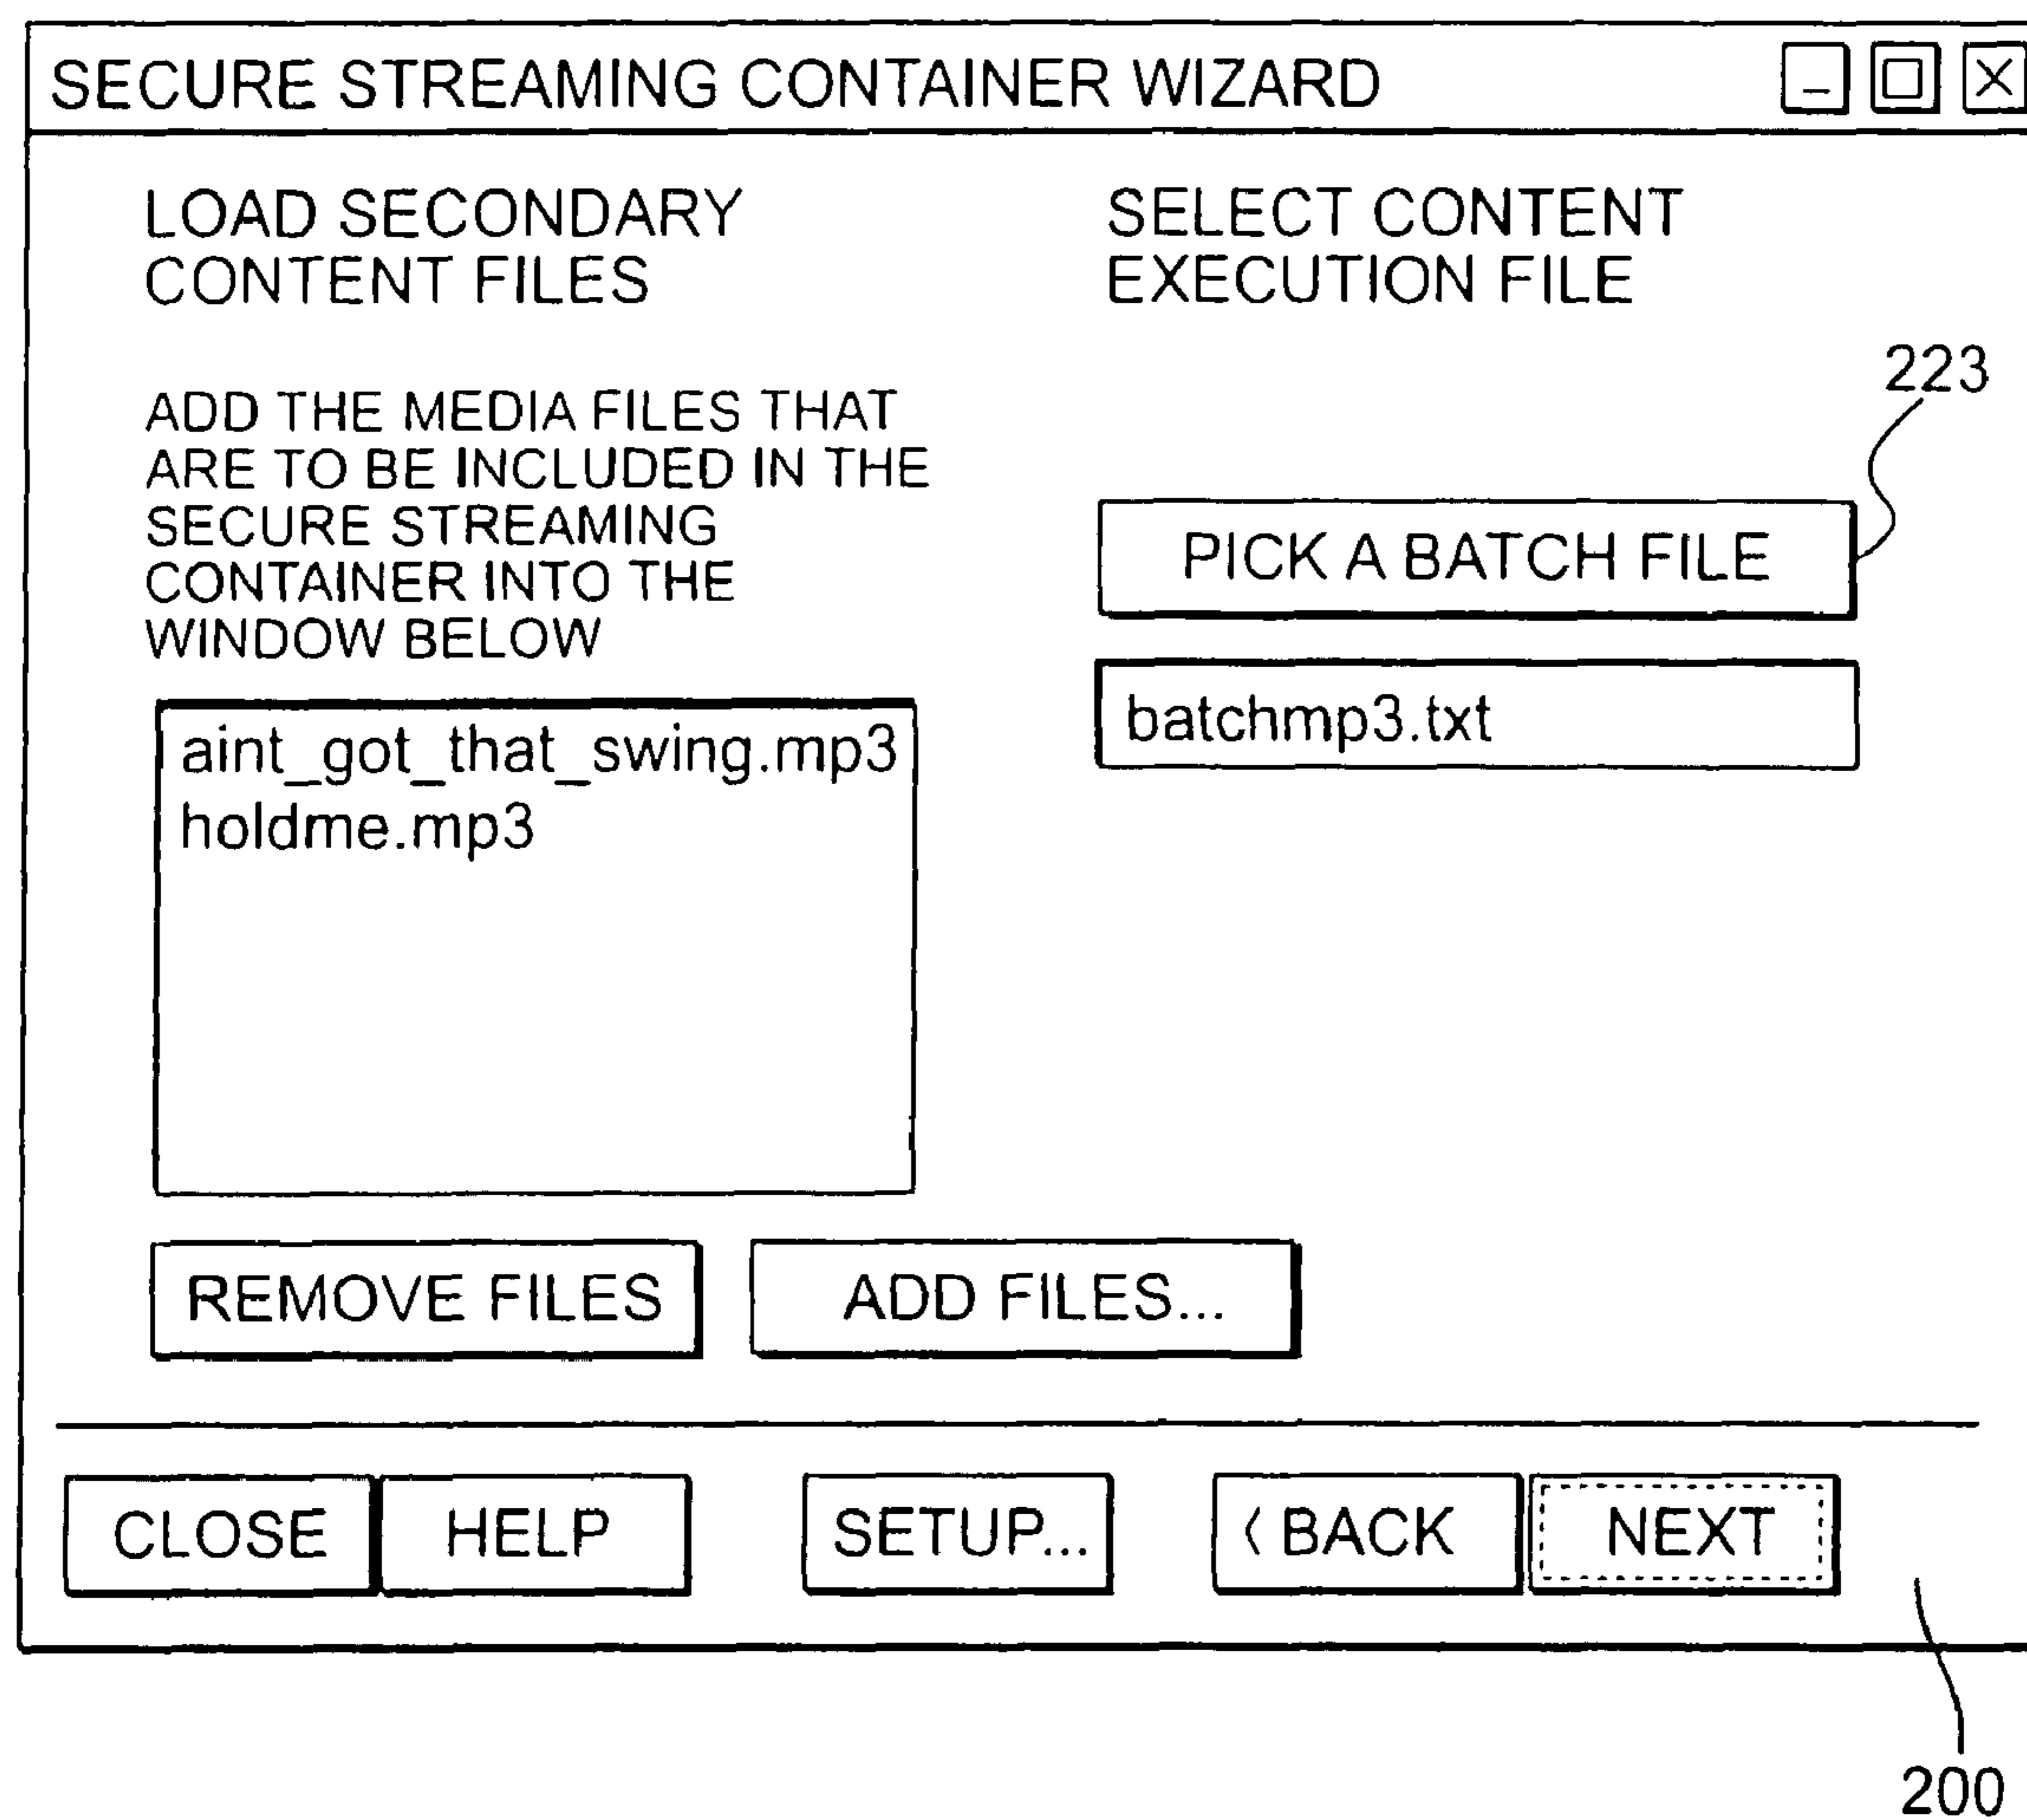 SECURE STREAMING CONTAINER WIZARD
LOAD SECONDARY
CONTENT FILES
ADD THE MEDIA FILES THAT
ARE TO BE INCLUDED IN THE
SECURE STREAMING
CONTAINER INTO THE
WINDOW BELOW
aint_got_that_swing.mp3
holdme.mp3
SELECT CONTENT
EXECUTION FILE
223
PICK A BATCH FILE
batchmp3.txt
REMOVE FILES
ADD FILES...
CLOSE
HELP
SETUP...
< BACK
NEXT
200